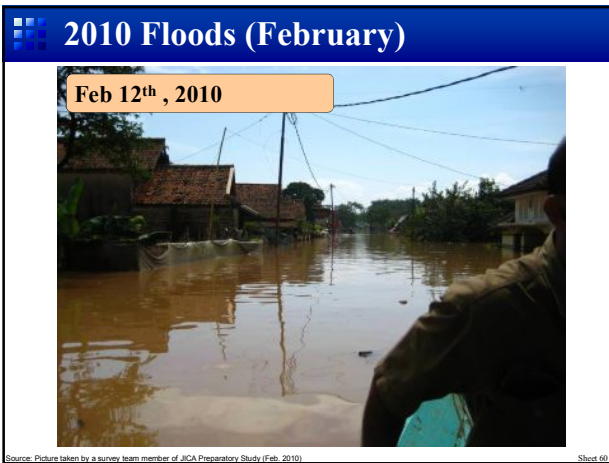 2010 Floods (February)
Feb 12th , 2010
Source: Picture taken by a survey team member of JICA Preparatory Study (Feb. 2010)
Sheet 60